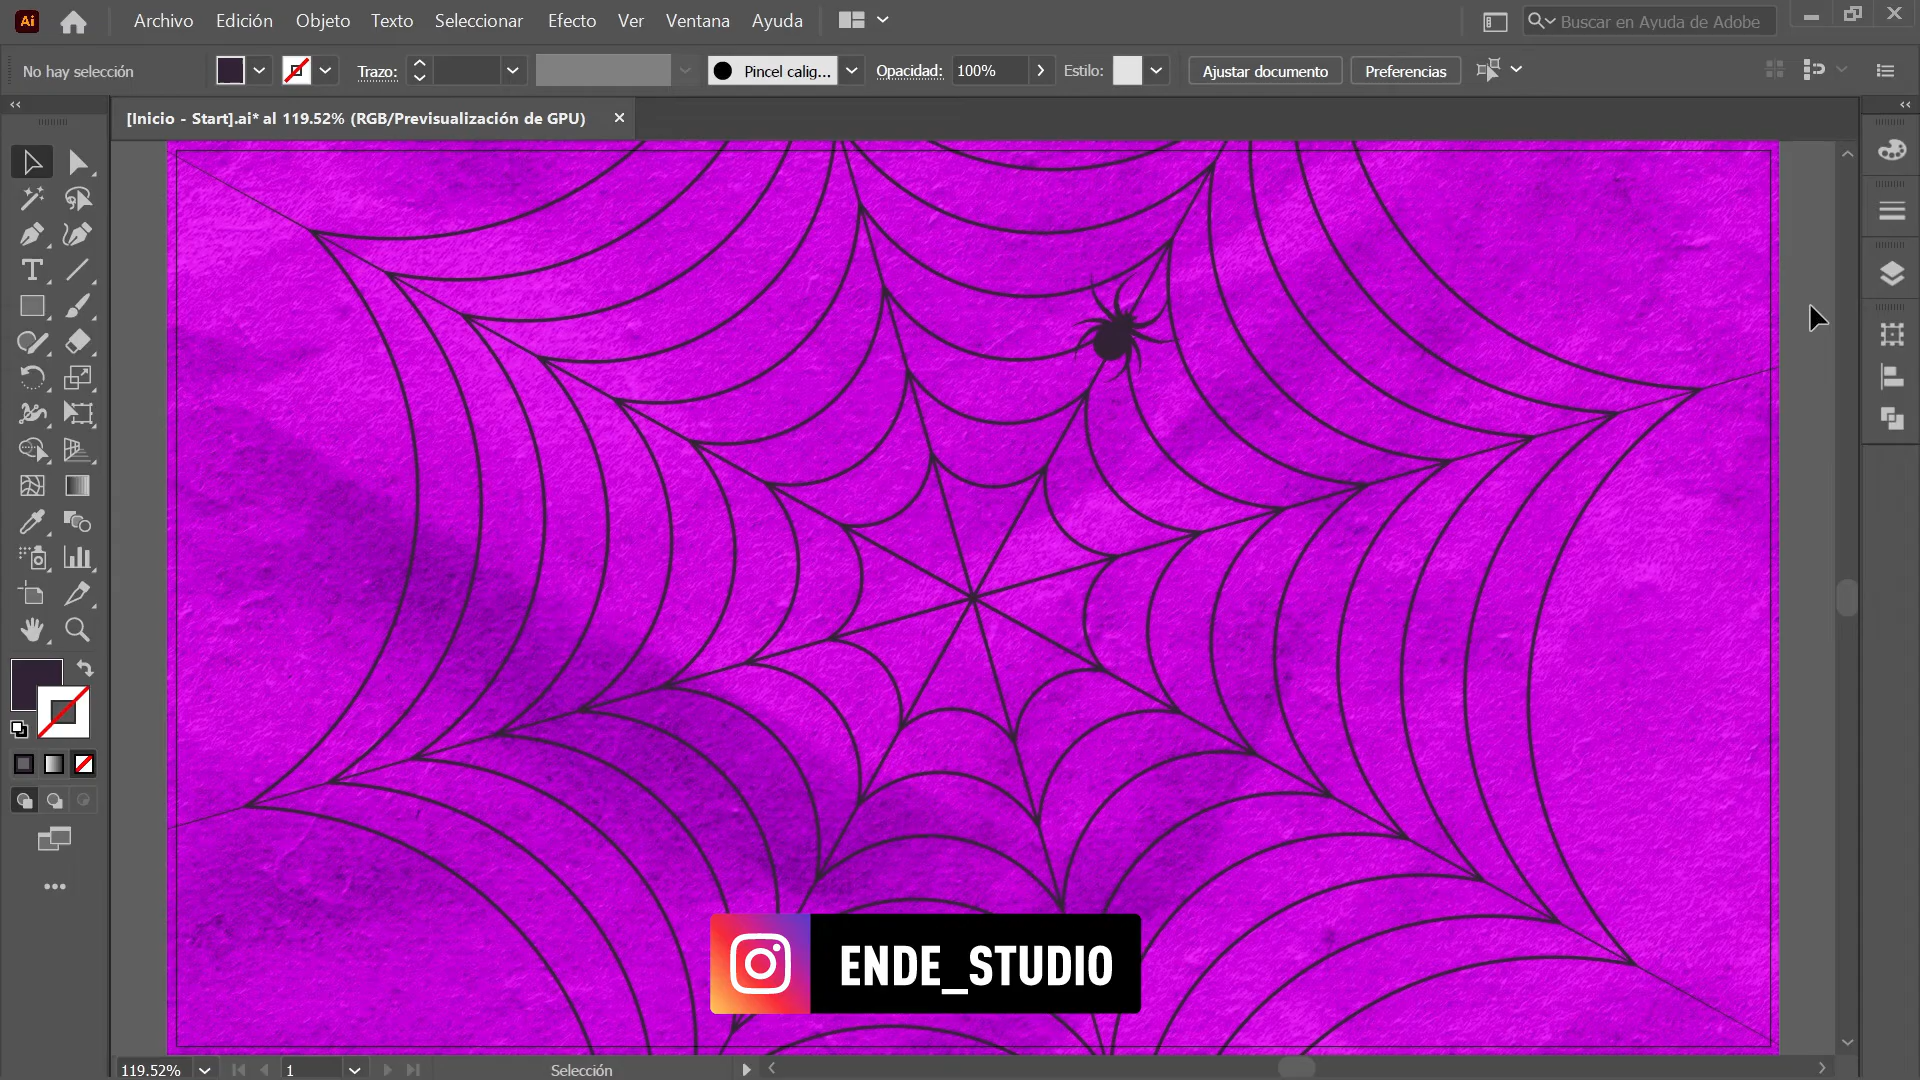 Ai
Archivo Edición Objeto Texto Seleccionar Efecto Ver Ventana Ayuda
Buscar en Ayuda de Adobe
No hay selección
Trazo:
Pincel calig...
Opacidad:
100%
Estilo:
Ajustar documento
Preferencias
[Inicio - Start].ai* al 119.52% (RGB/Previsualización de GPU)
ENDE_STUDIO
119.52%
1
Selección